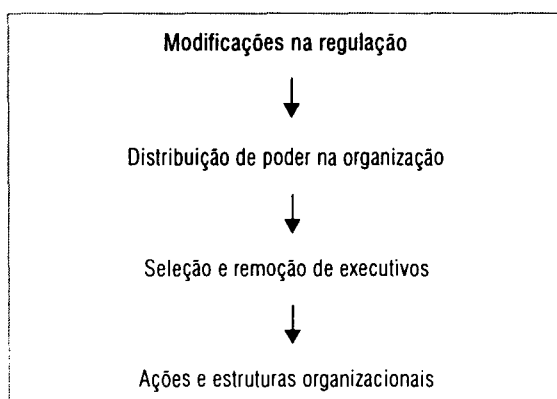 Modificações na regulação
Distribuição de poder na organização
Seleção e remoção de executivos
Ações e estruturas organizacionais